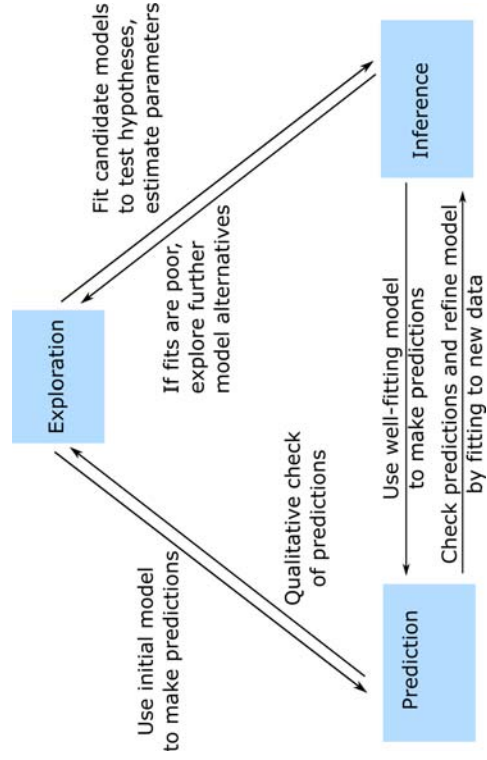 Exploration
Fit candidate models
to test hypotheses,
estimate parameters
If fits are poor,
explore further
model alternatives
Inference
Use well-fitting model
to make predictions
Check predictions and refine model
by fitting to new data
Prediction
Use initial model
to make predictions
Qualitative check
of predictions